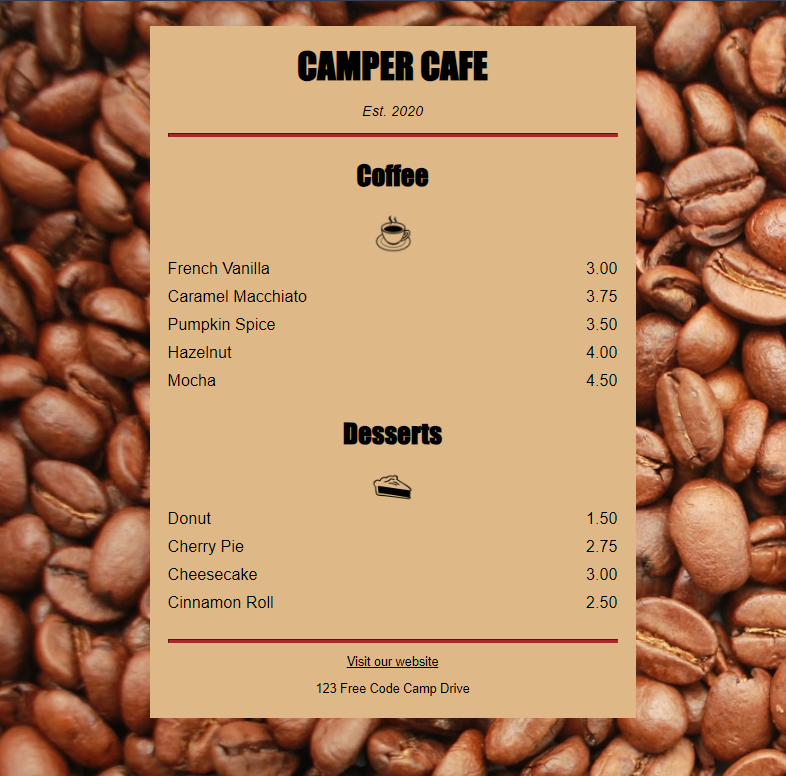 CAMPER CAFE
Est. 2020
Coffee
French Vanilla 3.00
Caramel Macchiato 3.75
Pumpkin Spice 3.50
Hazelnut 4.00
Mocha 4.50
Desserts
Donut 1.50
Cherry Pie 2.75
Cheesecake 3.00
Cinnamon Roll 2.50
Visit our website
123 Free Code Camp Drive